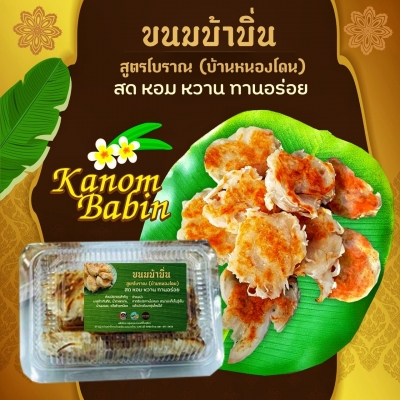 ขนมบ้าบิ่น
สูตรโบราณ (บ้านหนองโดน)
สด หอม หวาน ทานอร่อย
Kanom
Babin
ขนมบ้าบิ่น
สูตรโบราณ (บ้านหนองโดน)
สด หอม หวาน ทานอร่อย